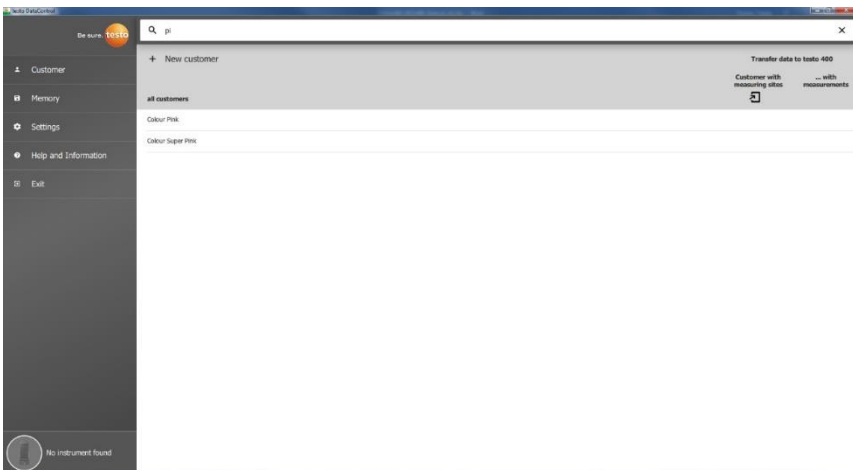 testo DataControl
Be sure. testo
Customer
Memory
Settings
Help and Information
Exit
No instrument found
pi
+ New customer
Transfer data to testo 400
Customer with
measuring sites
... with
measurements
all customers
Colour Pink
Colour Super Pink